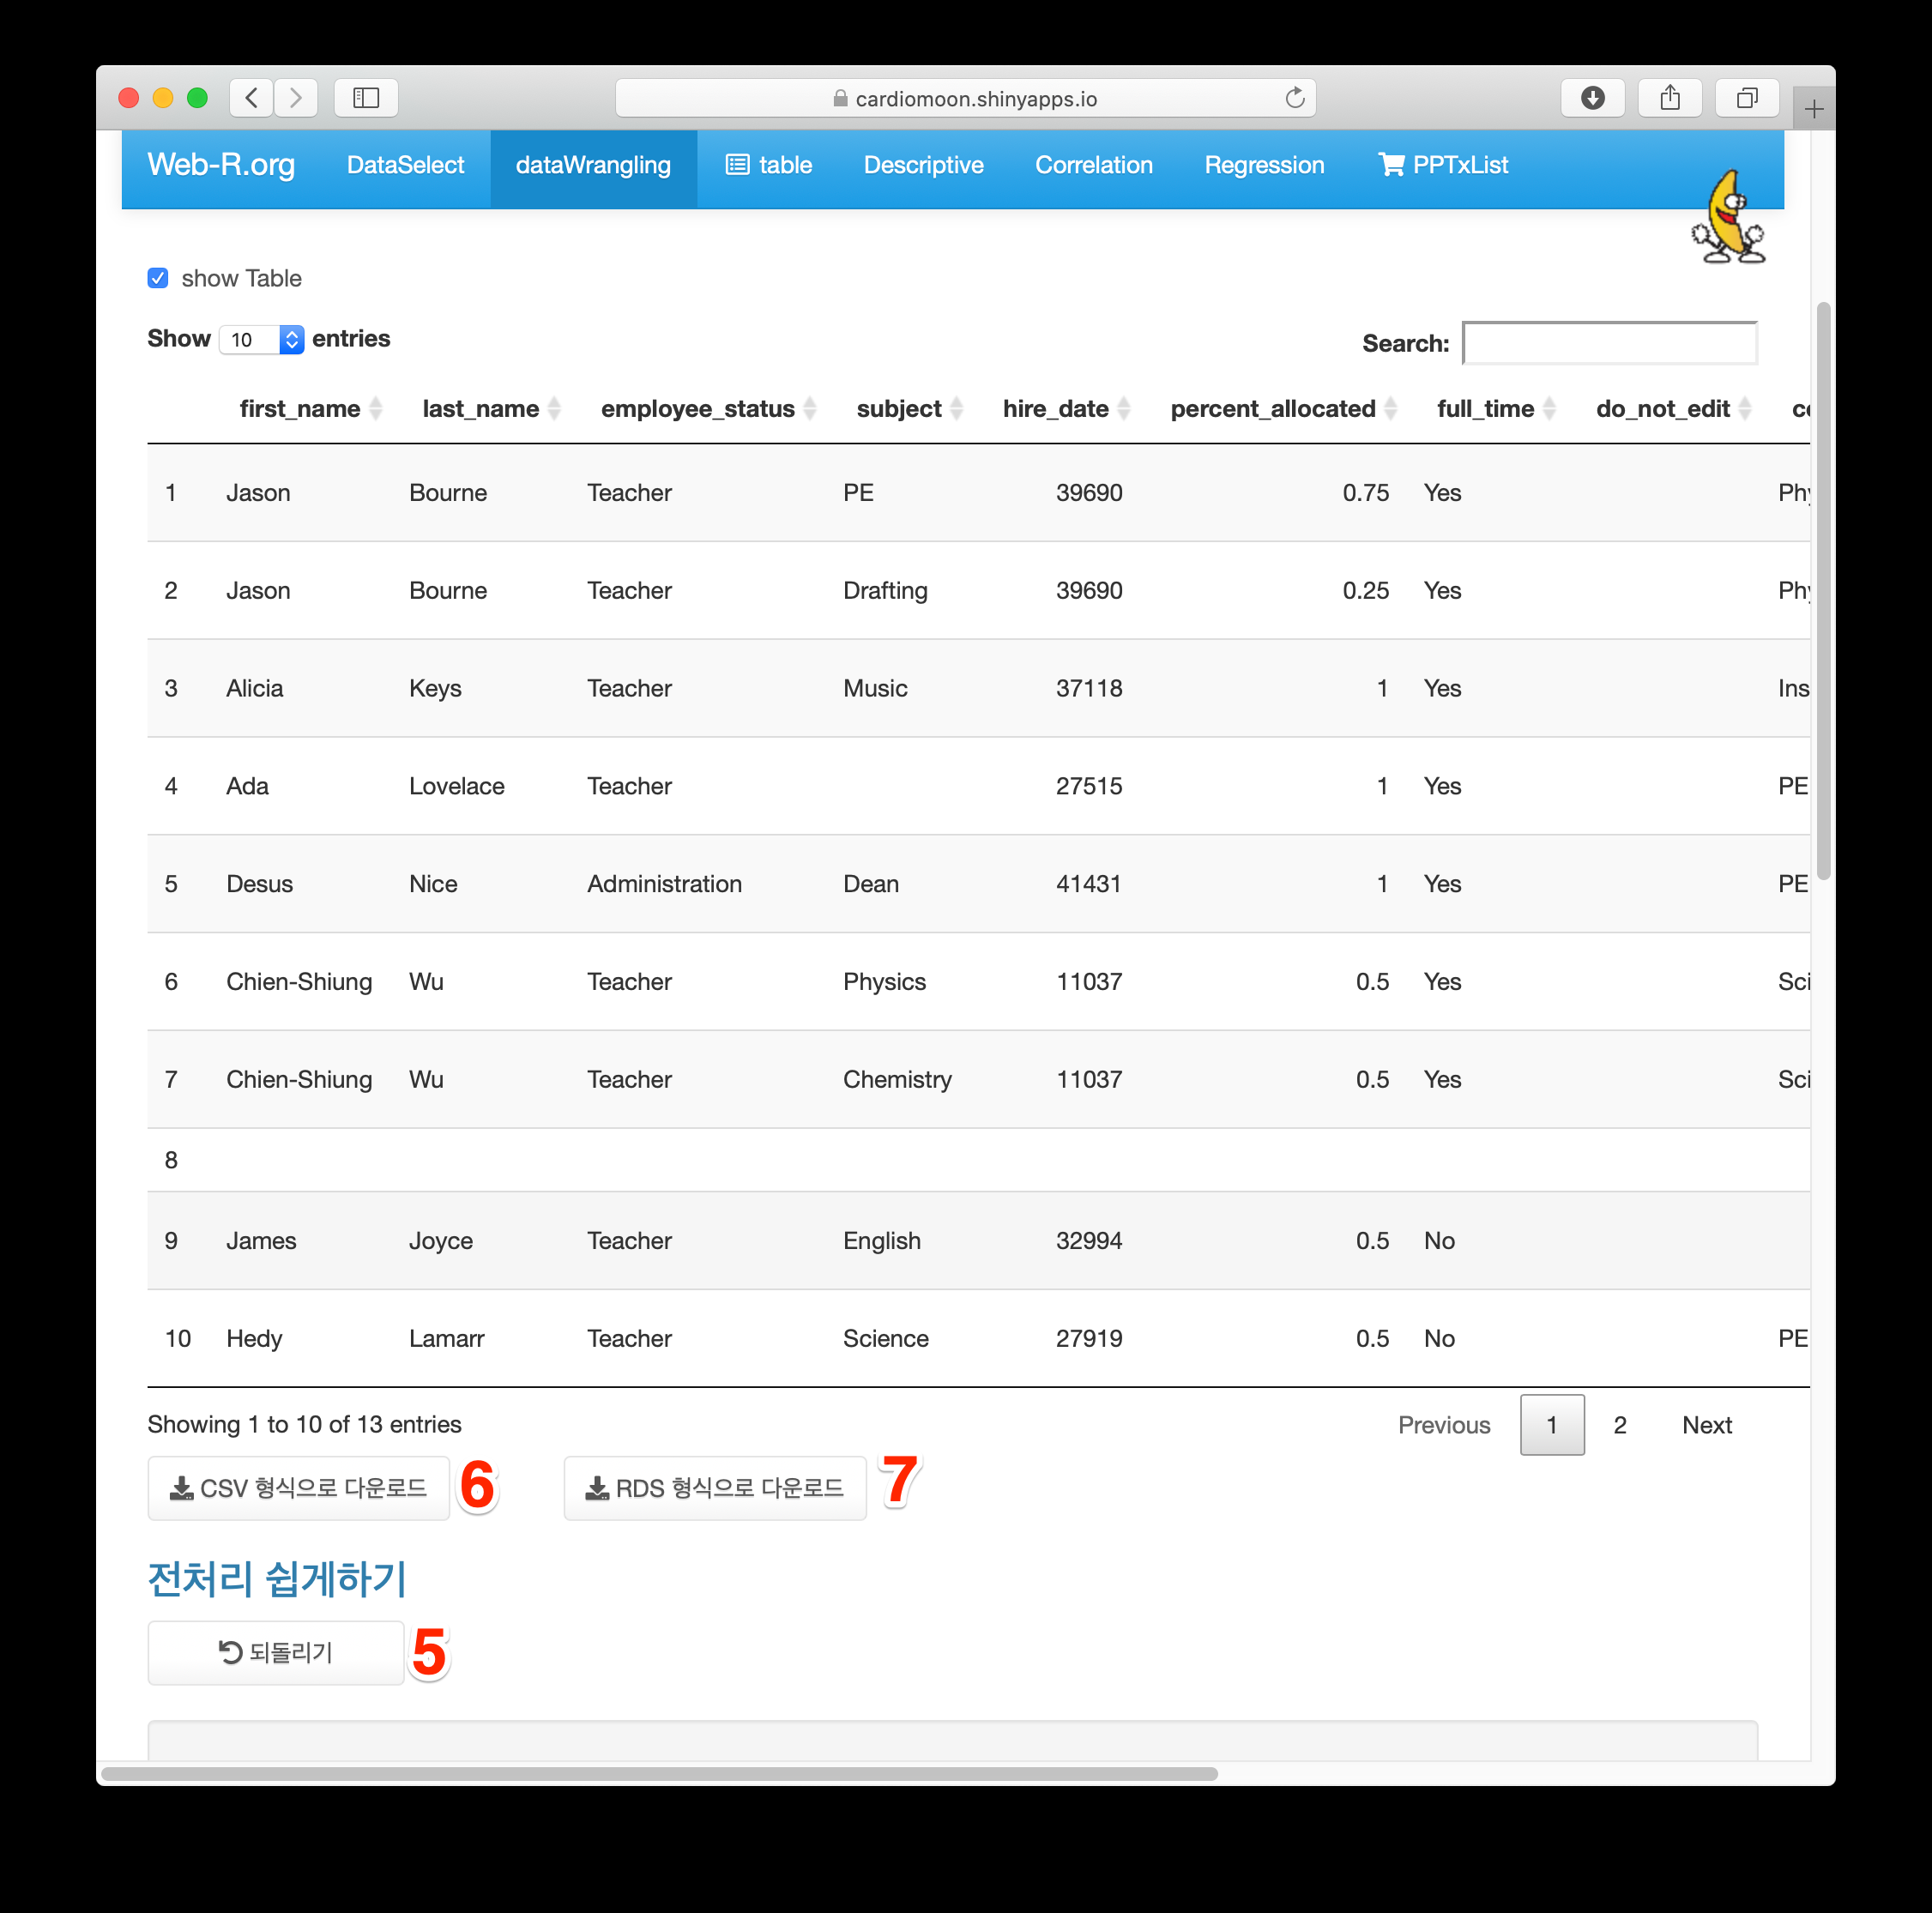 cardiomoon.shinyapps.io
Web-R.org DataSelect dataWrangling table Descriptive Correlation Regression PPTxList
show Table
Show 10 entries Search:
first_name last_name employee_status subject hire_date percent_allocated full_time do_not_edit
1 Jason Bourne Teacher PE 39690 0.75 Yes Phy
2 Jason Bourne Teacher Drafting 39690 0.25 Yes Phy
3 Alicia Keys Teacher Music 37118 1 Yes Ins
4 Ada Lovelace Teacher 27515 1 Yes PE
5 Desus Nice Administration Dean 41431 1 Yes PE
6 Chien-Shiung Wu Teacher Physics 11037 0.5 Yes Sci
7 Chien-Shiung Wu Teacher Chemistry 11037 0.5 Yes Sci
8
9 James Joyce Teacher English 32994 0.5 No
10 Hedy Lamarr Teacher Science 27919 0.5 No PE
Showing 1 to 10 of 13 entries Previous 1 2 Next
CSV 형식으로 다운로드 6 RDS 형식으로 다운로드 7
전처리 쉽게하기
되돌리기 5